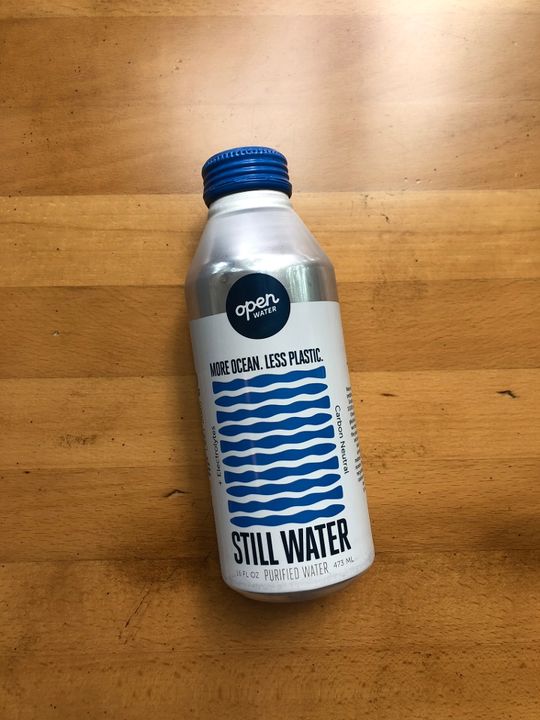 open
WATER
MORE OCEAN. LESS PLASTIC.
+ Electrolytes
Carbon Neutral
STILL WATER
16 FL OZ PURIFIED WATER 473 ML